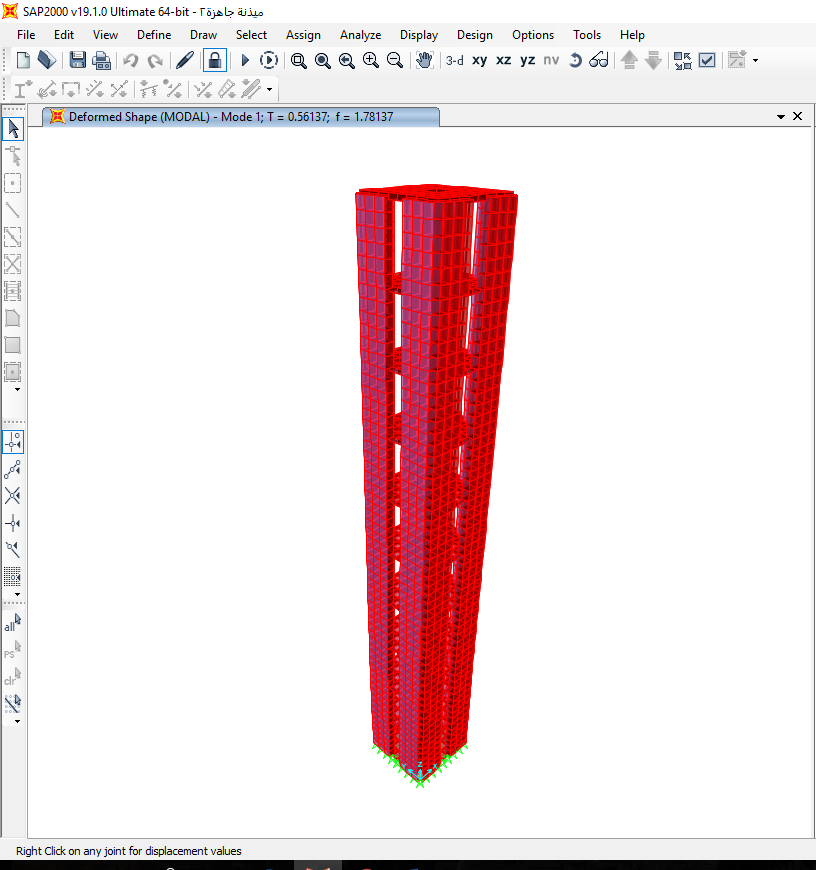 SAP2000 v19.1.0 Ultimate 64-bit - ميذنة جاهزة٢
File Edit View Define Draw Select Assign Analyze Display Design Options Tools Help
3-d xy xz yz nv
Deformed Shape (MODAL) - Mode 1; T = 0.56137; f = 1.78137
all
ps
clr
Z
Right Click on any joint for displacement values